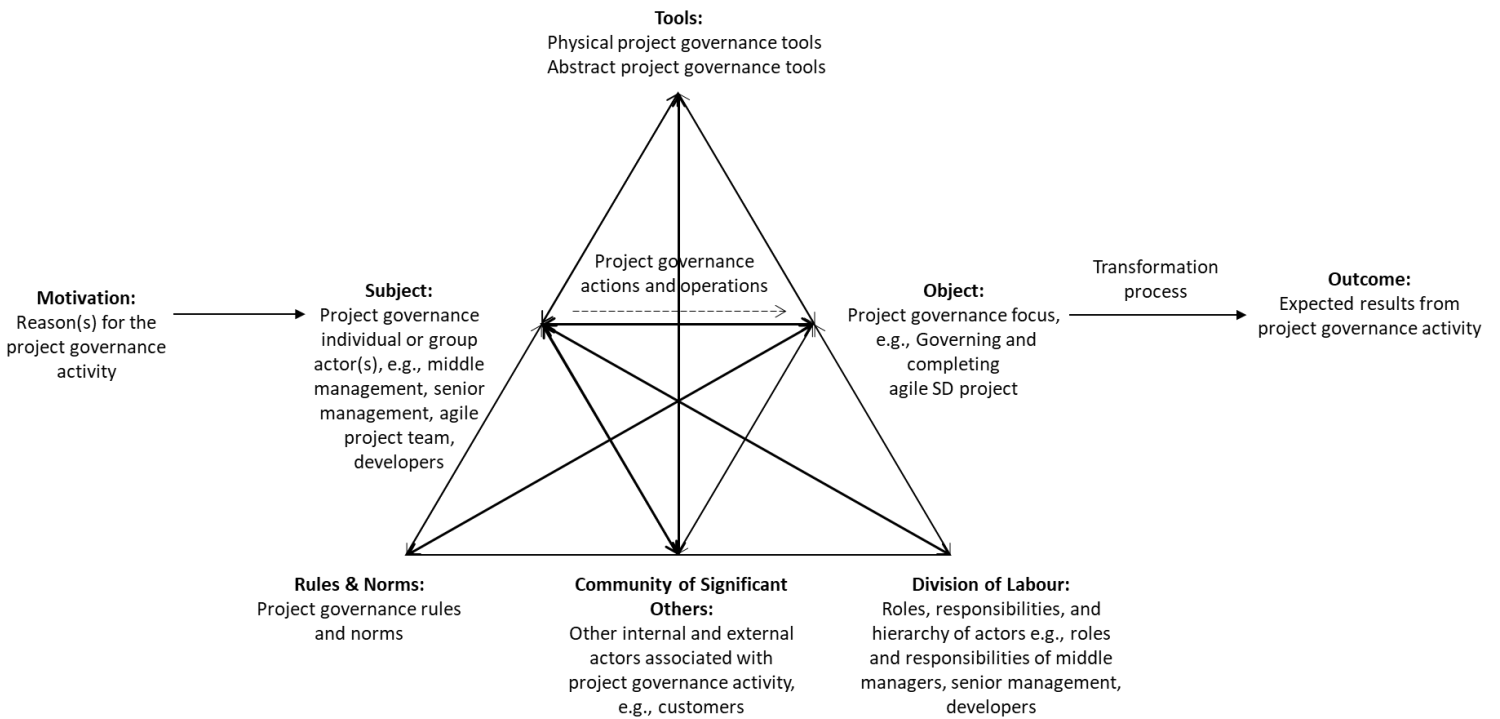 Tools:
Physical project governance tools
Abstract project governance tools
Project governance
actions and operations
Motivation:
Reason(s) for the
project governance
activity
Subject:
Project governance
individual or group
actor(s), e.g., middle
management, senior
management, agile
project team,
developers
Object:
Project governance focus,
e.g., Governing and
completing
agile SD project
Transformation
process
Outcome:
Expected results from
project governance activity
Rules & Norms:
Project governance rules
and norms
Community of Significant
Others:
Other internal and external
actors associated with
project governance activity,
e.g., customers
Division of Labour:
Roles, responsibilities, and
hierarchy of actors e.g., roles
and responsibilities of middle
managers, senior management,
developers